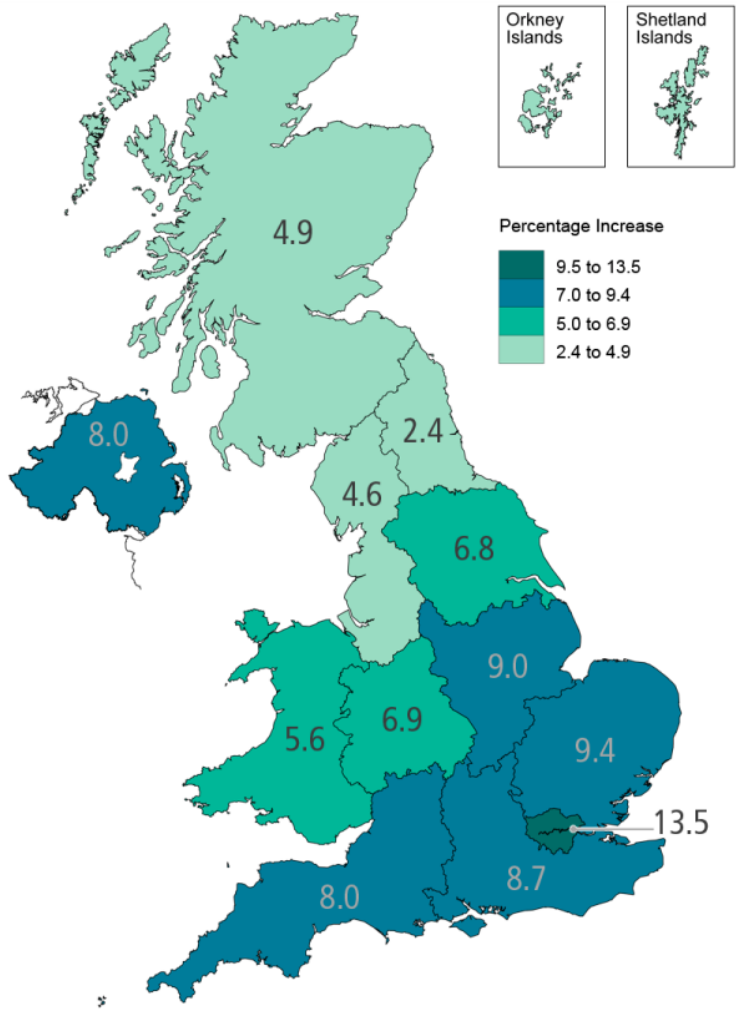 Orkney
Islands
Shetland
Islands
4.9
Percentage Increase
9.5 to 13.5
7.0 to 9.4
5.0 to 6.9
2.4 to 4.9
8.0
2.4
4.6
6.8
9.0
6.9
5.6
9.4
13.5
8.7
8.0